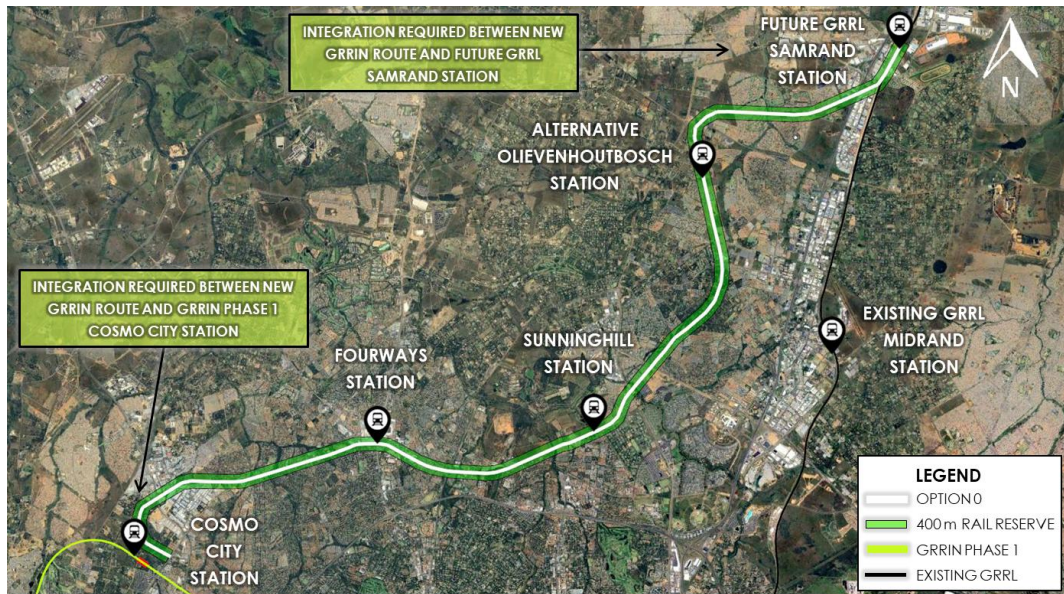 INTEGRATION REQUIRED BETWEEN NEW
GRRIN ROUTE AND FUTURE GRRL
SAMRAND STATION
FUTURE GRRL
SAMRAND
STATION
N
ALTERNATIVE
OLIEVENHOUTBOSCH
STATION
INTEGRATION REQUIRED BETWEEN NEW
GRRIN ROUTE AND GRRIN PHASE 1
COSMO CITY STATION
FOURWAYS
STATION
SUNNINGHILL
STATION
EXISTING GRRL
MIDRAND
STATION
COSMO
CITY
STATION
LEGEND
OPTION 0
400 m RAIL RESERVE
GRRIN PHASE 1
EXISTING GRRL